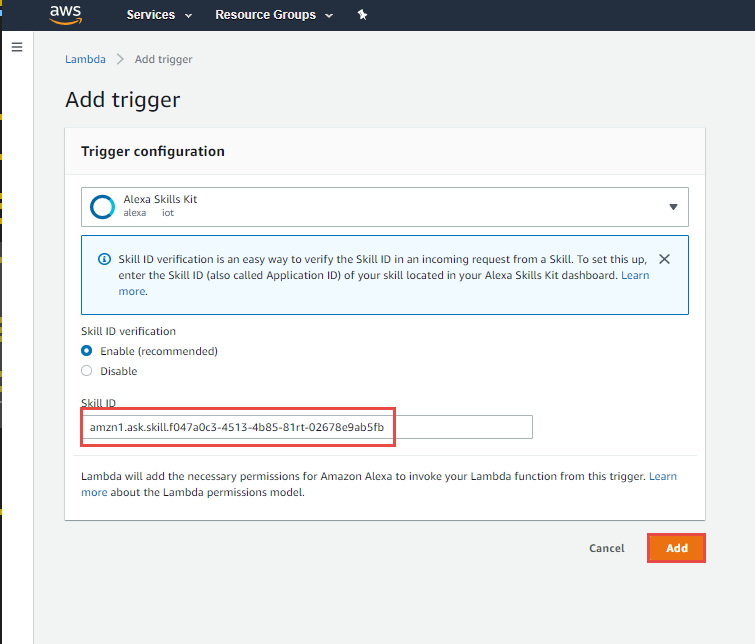 aws Services Resource Groups
Lambda > Add trigger
Add trigger
Trigger configuration
Alexa Skills Kit
alexa iot
Skill ID verification is an easy way to verify the Skill ID in an incoming request from a Skill. To set this up,
enter the Skill ID (also called Application ID) of your skill located in your Alexa Skills Kit dashboard. Learn
more.
Skill ID verification
Enable (recommended)
Disable
Skill ID
amzn1.ask.skill.f047a0c3-4513-4b85-81rt-02678e9ab5fb
Lambda will add the necessary permissions for Amazon Alexa to invoke your Lambda function from this trigger. Learn
more about the Lambda permissions model.
Cancel Add